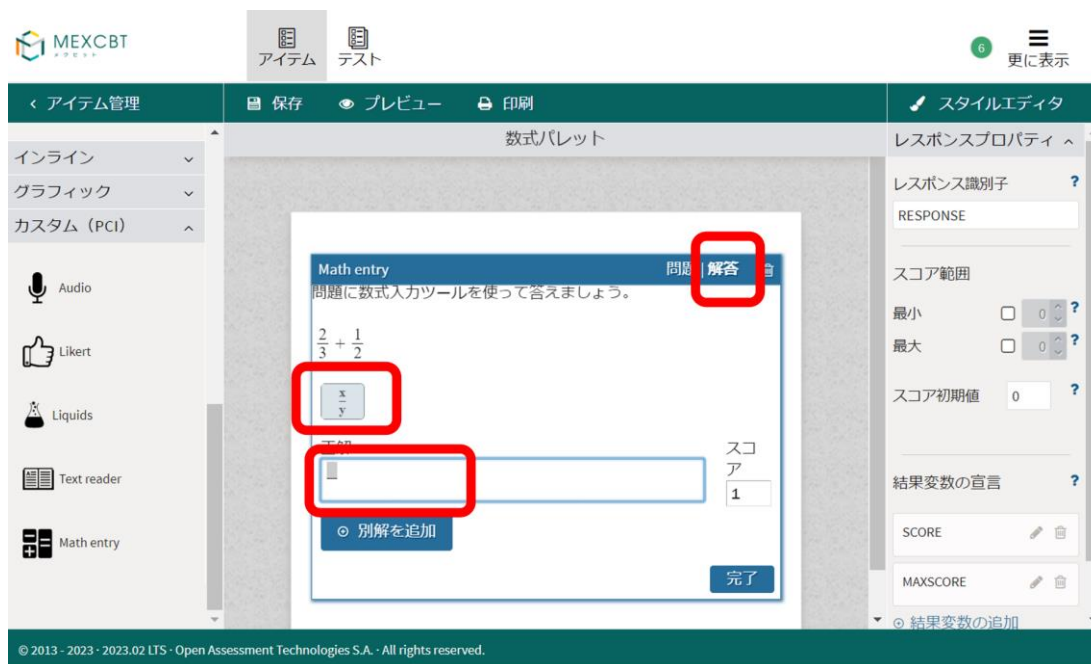 MEXCBT
メクビット
アイテム
テスト
6
更に表示
アイテム管理
保存
プレビュー
印刷
スタイルエディタ
数式パレット
インライン
グラフィック
カスタム（PCI）
Audio
Likert
Liquids
Text reader
Math entry
Math entry
問題 | 解答
問題に数式入力ツールを使って答えましょう。
2/3 + 1/2
x/y
正解
スコ
ア
1
別解を追加
完了
レスポンスプロパティ
レスポンス識別子 ?
RESPONSE
スコア範囲
最小 0 ?
最大 0 ?
スコア初期値 0 ?
結果変数の宣言 ?
SCORE
MAXSCORE
結果変数の追加
© 2013 - 2023 · 2023.02 LTS · Open Assessment Technologies S.A. · All rights reserved.